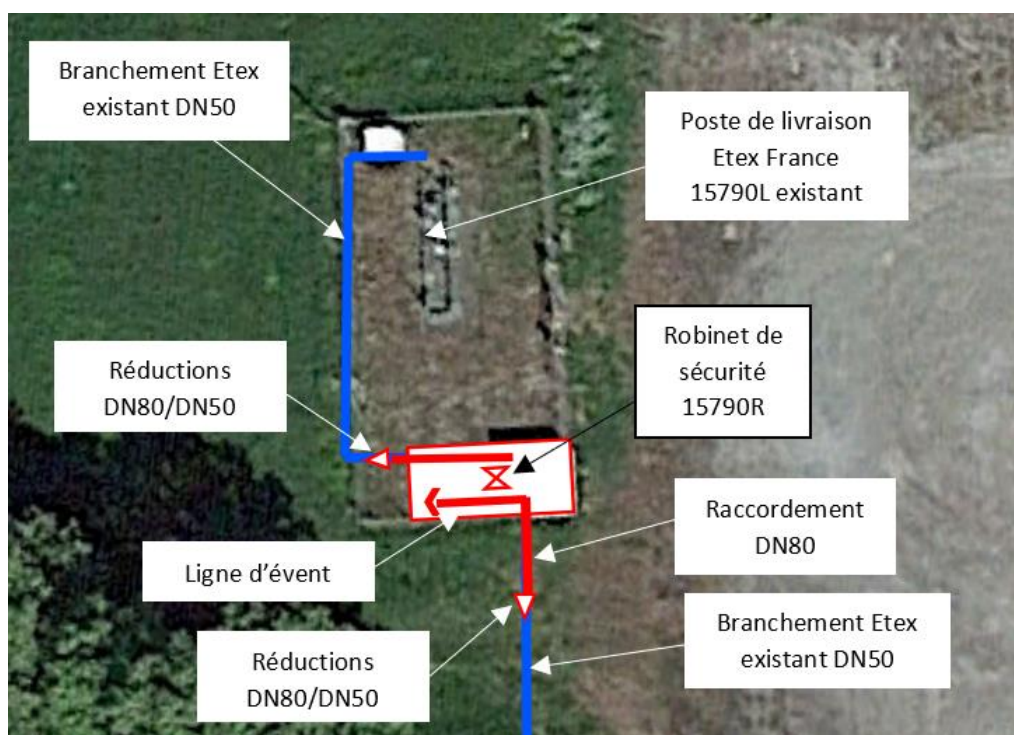 Branchement Etex
existant DN50
Poste de livraison
Etex France
15790L existant
Robinet de
sécurité
15790R
Réductions
DN80/DN50
Raccordement
DN80
Ligne d’évent
Branchement Etex
existant DN50
Réductions
DN80/DN50